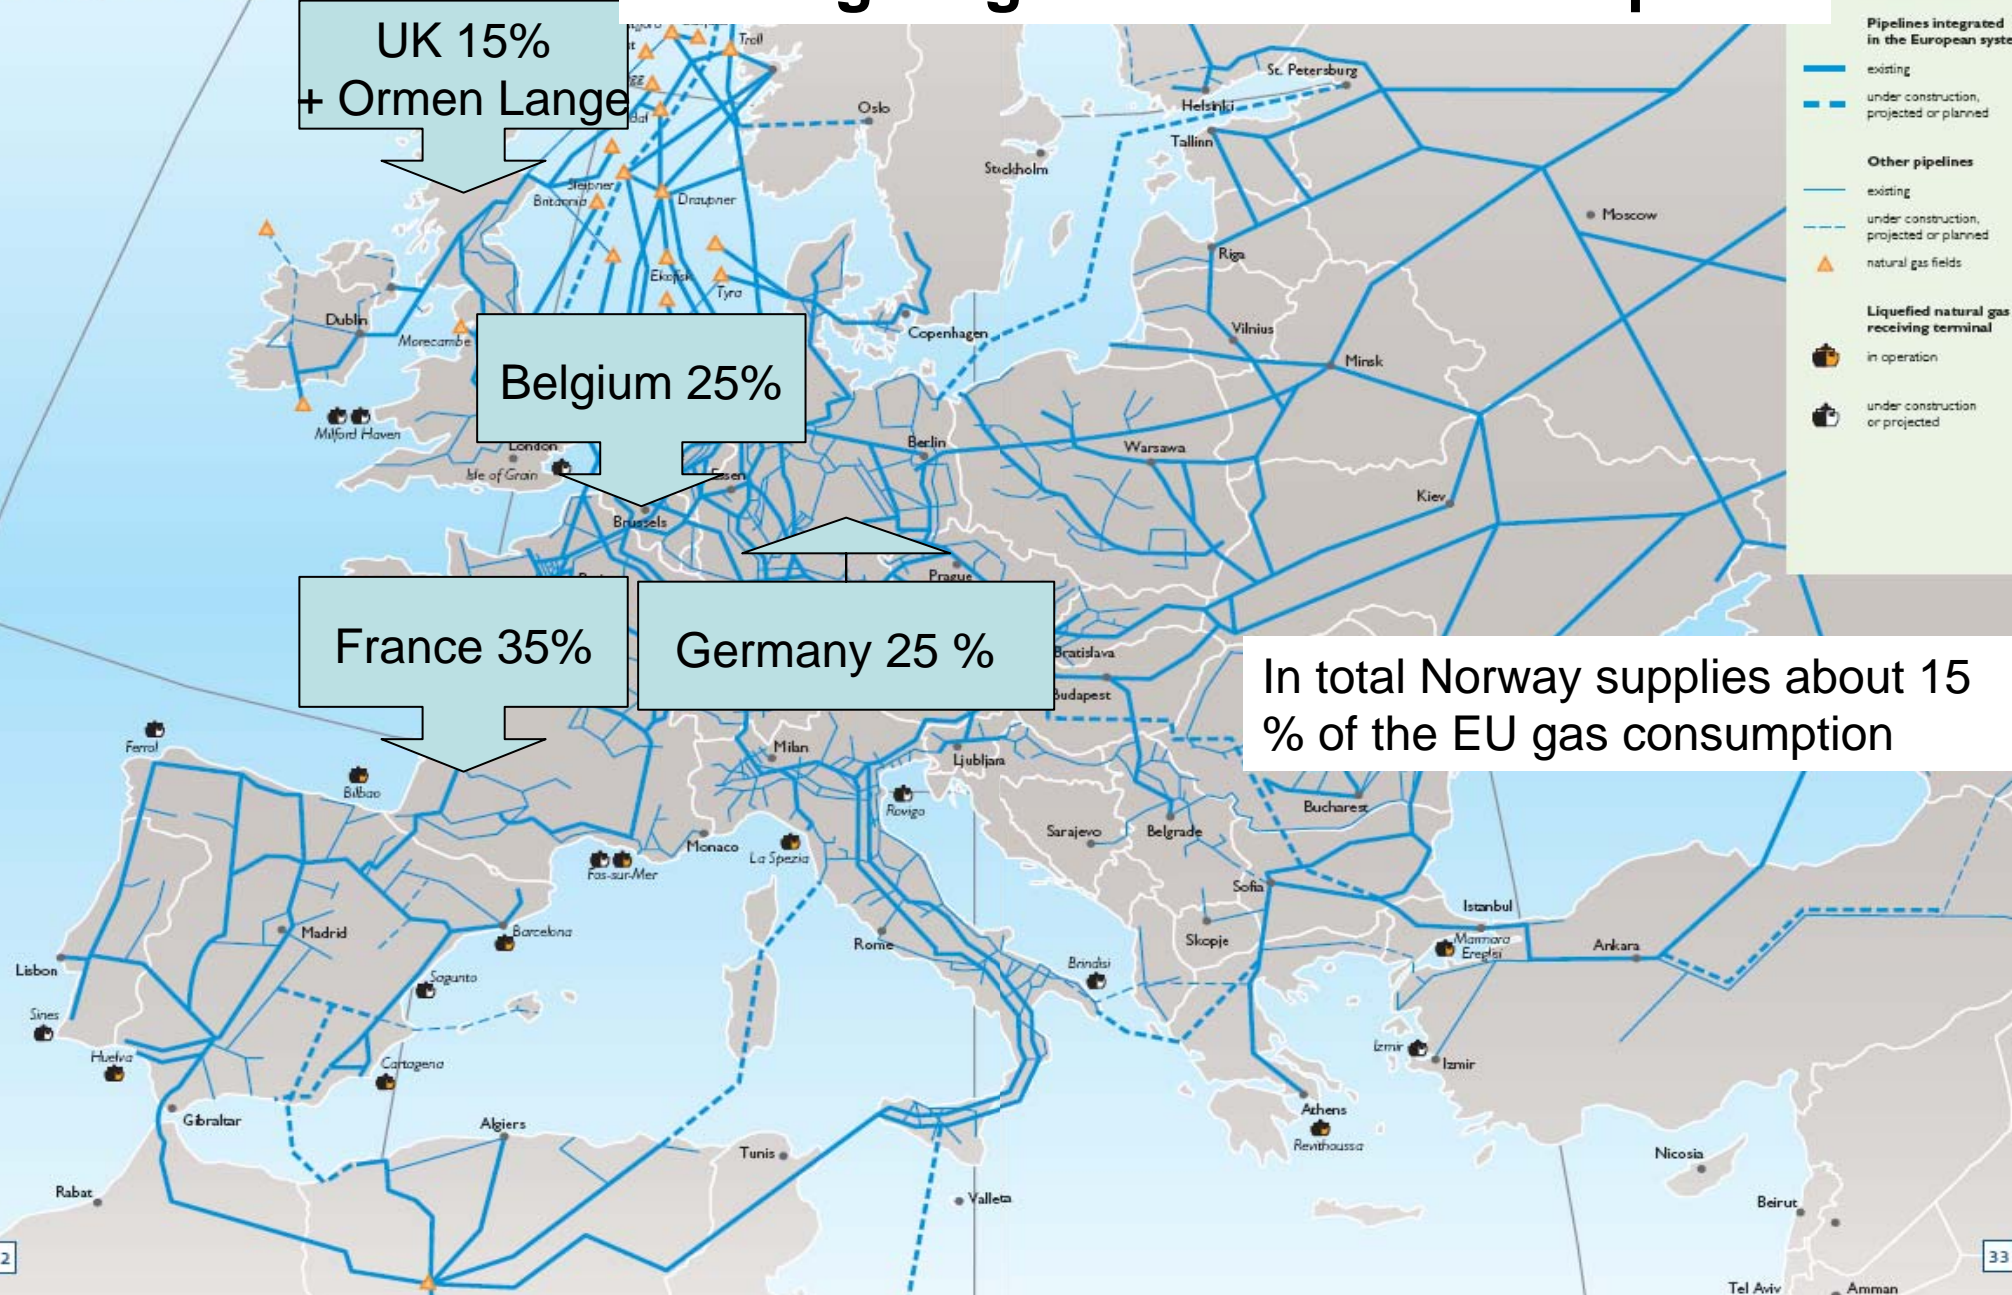 UK 15%
+ Ormen Lange
Belgium 25%
France 35%
Germany 25 %
In total Norway supplies about 15
% of the EU gas consumption
Pipelines integrated
in the European syste
existing
under construction,
projected or planned
Other pipelines
existing
under construction,
projected or planned
natural gas fields
Liquefied natural gas
receiving terminal
in operation
under construction
or projected
Troll
St. Petersburg
Oslo
Helsinki
Tallinn
Stockholm
Sleipner
Britannia
Draupner
Moscow
Riga
Ekofisk
Tyra
Dublin
Morecambe
Copenhagen
Vilnius
Minsk
Milford Haven
London
Isle of Grain
Berlin
Warsawa
Essen
Kiev
Brussels
Prague
Bratislava
Budapest
Ferrol
Bilbao
Milan
Ljubljara
Rovigo
Bucharest
Sarajevo
Belgrade
Monaco
La Spezia
Fos-sur-Mer
Sofia
Istanbul
Madrid
Barcelona
Rome
Skopje
Marmara
Ereglisi
Ankara
Lisbon
Sagunto
Brindisi
Sines
Huelva
Cartagena
Izmir
Izmir
Gibraltar
Algiers
Athens
Revithoussa
Tunis
Nicosia
Rabat
Valleta
Beirut
2
33
Tel Aviv
Amman